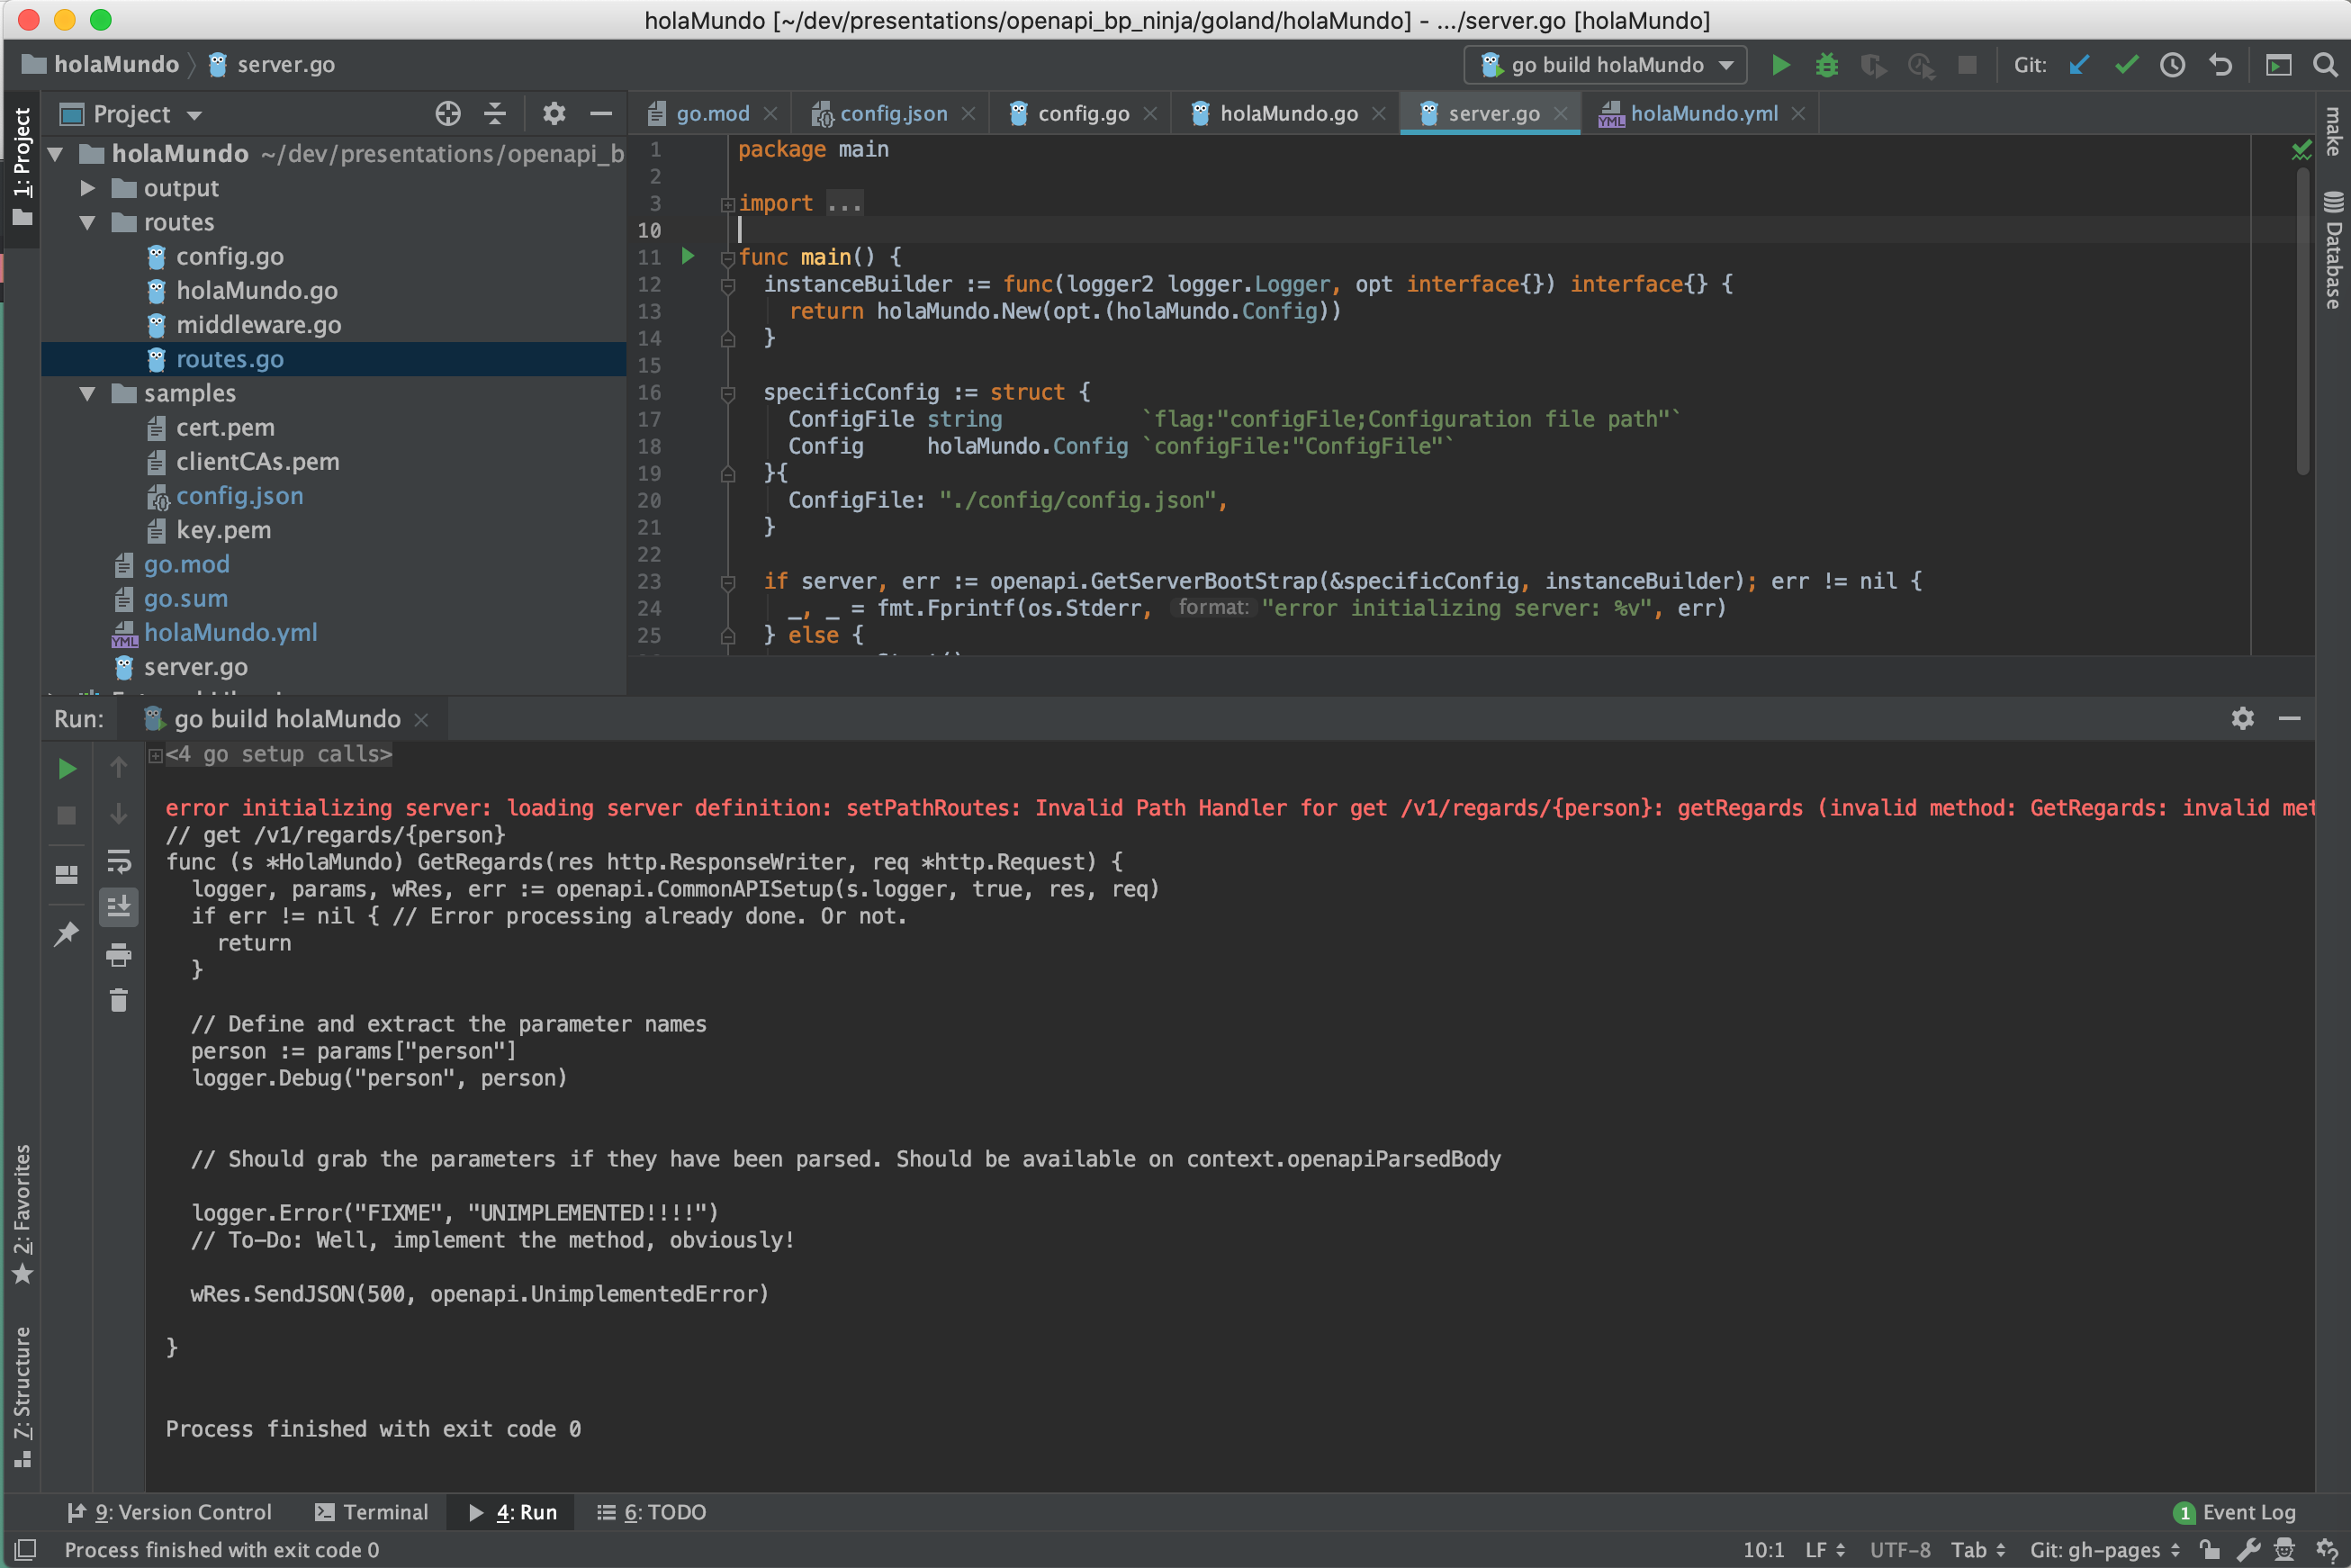 holaMundo [~/dev/presentations/openapi_bp_ninja/goland/holaMundo] - .../server.go [holaMundo]
holaMundo server.go go build holaMundo Git:
1: Project
Project
go.mod config.json config.go holaMundo.go server.go holaMundo.yml
make
Database
holaMundo ~/dev/presentations/openapi_b
output
routes
config.go
holaMundo.go
middleware.go
routes.go
samples
cert.pem
clientCAs.pem
config.json
key.pem
go.mod
go.sum
holaMundo.yml
server.go
1 package main
2
3 import ...
10
11 func main() {
12 instanceBuilder := func(logger2 logger.Logger, opt interface{}) interface{} {
13 return holaMundo.New(opt.(holaMundo.Config))
14 }
15
16 specificConfig := struct {
17 ConfigFile string `flag:"configFile;Configuration file path"`
18 Config holaMundo.Config `configFile:"ConfigFile"`
19 }{
20 ConfigFile: "./config/config.json",
21 }
22
23 if server, err := openapi.GetServerBootStrap(&specificConfig, instanceBuilder); err != nil {
24 _, _ = fmt.Fprintf(os.Stderr, format: "error initializing server: %v", err)
25 } else {
Run: go build holaMundo
<4 go setup calls>
error initializing server: loading server definition: setPathRoutes: Invalid Path Handler for get /v1/regards/{person}: getRegards (invalid method: GetRegards: invalid met
// get /v1/regards/{person}
func (s *HolaMundo) GetRegards(res http.ResponseWriter, req *http.Request) {
logger, params, wRes, err := openapi.CommonAPISetup(s.logger, true, res, req)
if err != nil { // Error processing already done. Or not.
return
}
// Define and extract the parameter names
person := params["person"]
logger.Debug("person", person)
// Should grab the parameters if they have been parsed. Should be available on context.openapiParsedBody
logger.Error("FIXME", "UNIMPLEMENTED!!!!")
// To-Do: Well, implement the method, obviously!
wRes.SendJSON(500, openapi.UnimplementedError)
}
Process finished with exit code 0
2: Favorites
7: Structure
9: Version Control Terminal 4: Run 6: TODO 1 Event Log
Process finished with exit code 0 10:1 LF UTF-8 Tab Git: gh-pages